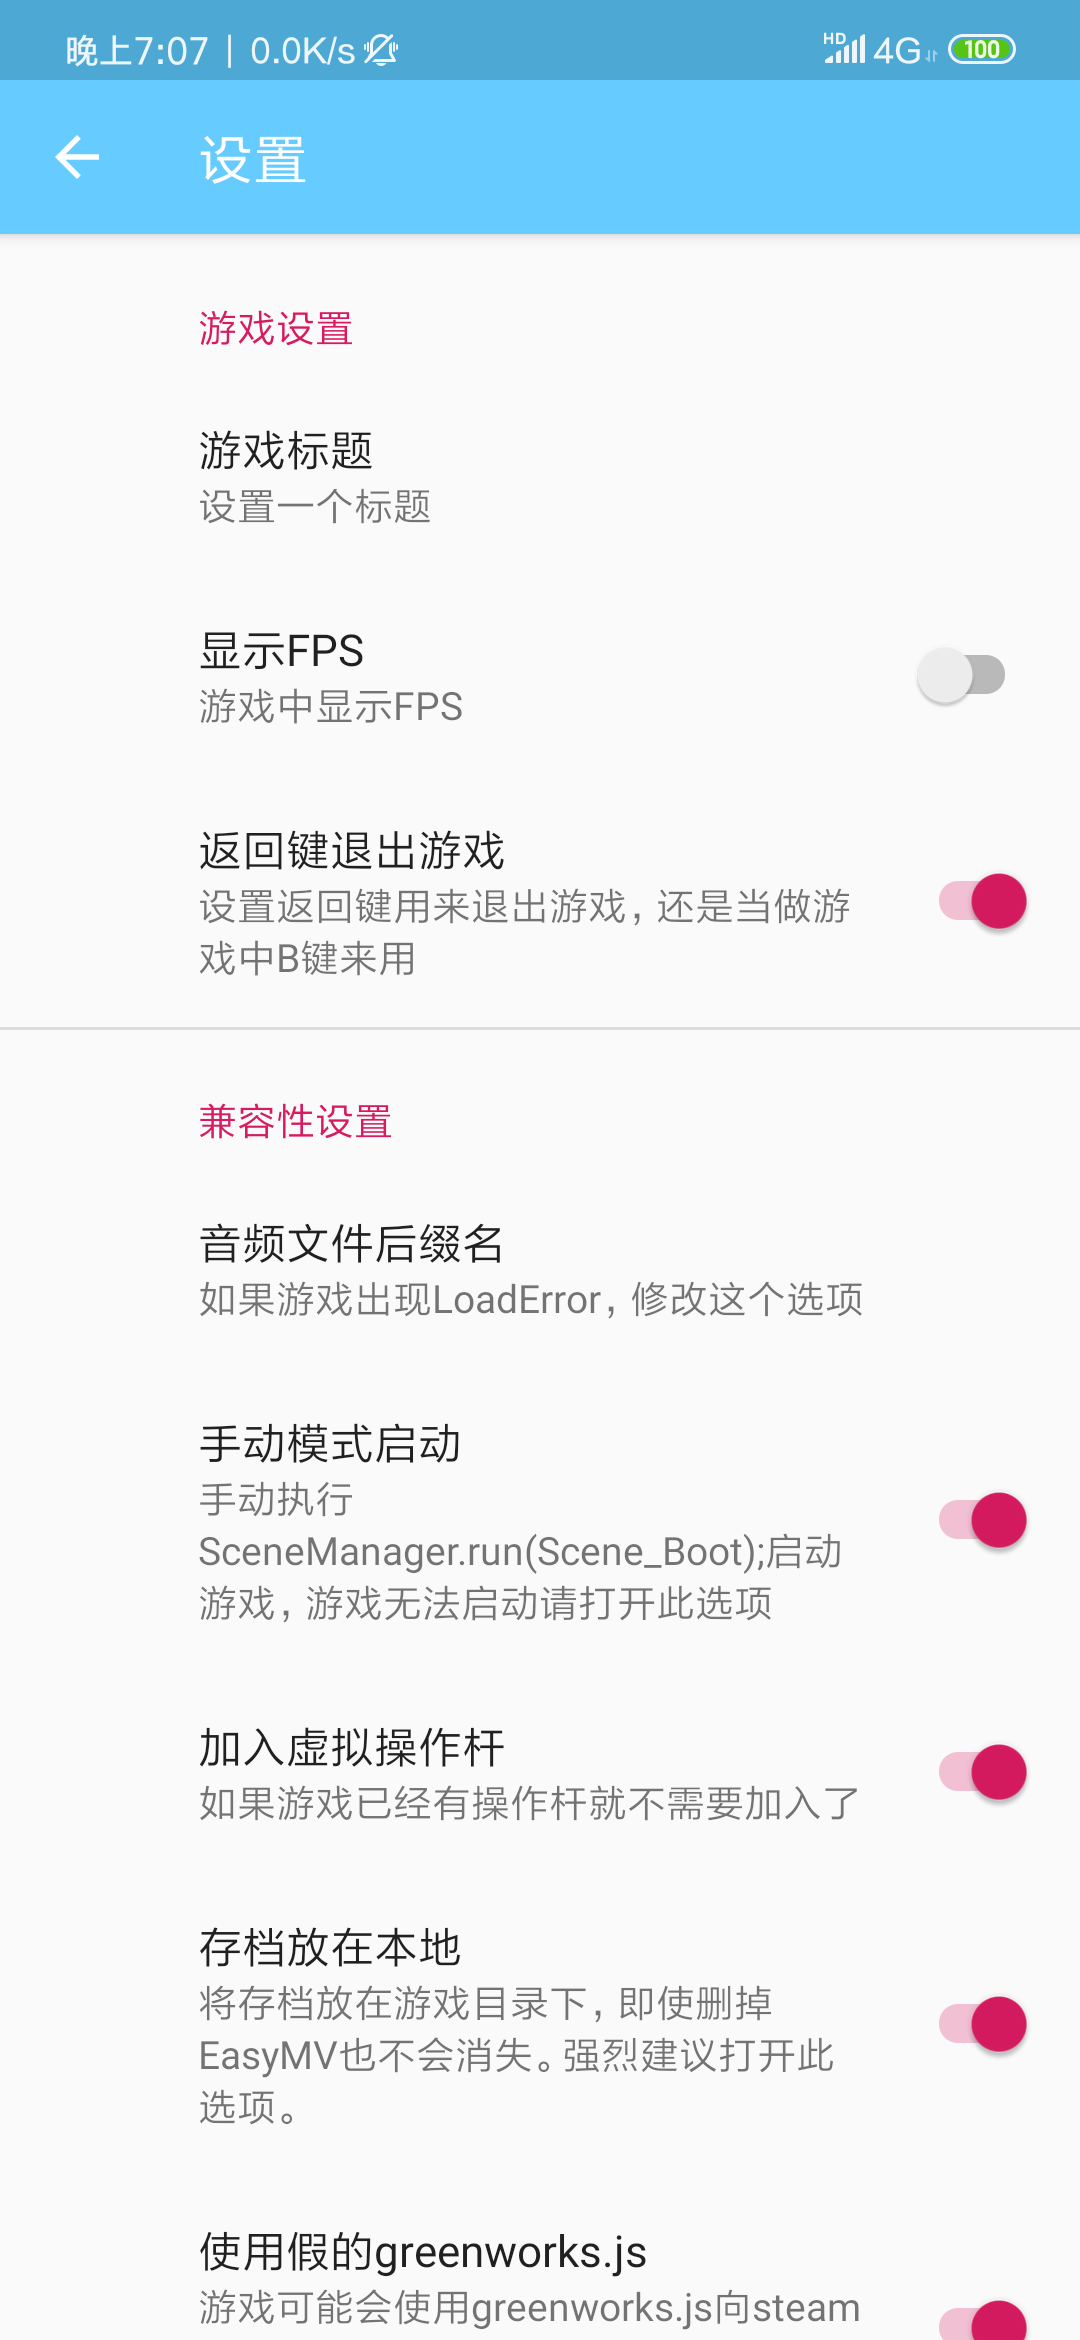 晚上7:07 | 0.0K/s
HD 4G 100
设置
游戏设置
游戏标题
设置一个标题
显示FPS
游戏中显示FPS
返回键退出游戏
设置返回键用来退出游戏，还是当做游
戏中B键来用
兼容性设置
音频文件后缀名
如果游戏出现LoadError，修改这个选项
手动模式启动
手动执行
SceneManager.run(Scene_Boot);启动
游戏，游戏无法启动请打开此选项
加入虚拟操作杆
如果游戏已经有操作杆就不需要加入了
存档放在本地
将存档放在游戏目录下，即使删掉
EasyMV也不会消失。强烈建议打开此
选项。
使用假的greenworks.js
游戏可能会使用greenworks.js向steam